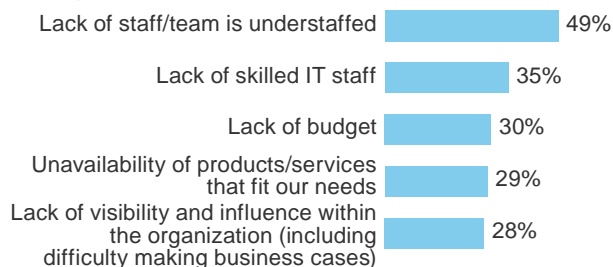 Lack of staff/team is understaffed 49%
Lack of skilled IT staff 35%
Lack of budget 30%
Unavailability of products/services
that fit our needs 29%
Lack of visibility and influence within
the organization (including 28%
difficulty making business cases)